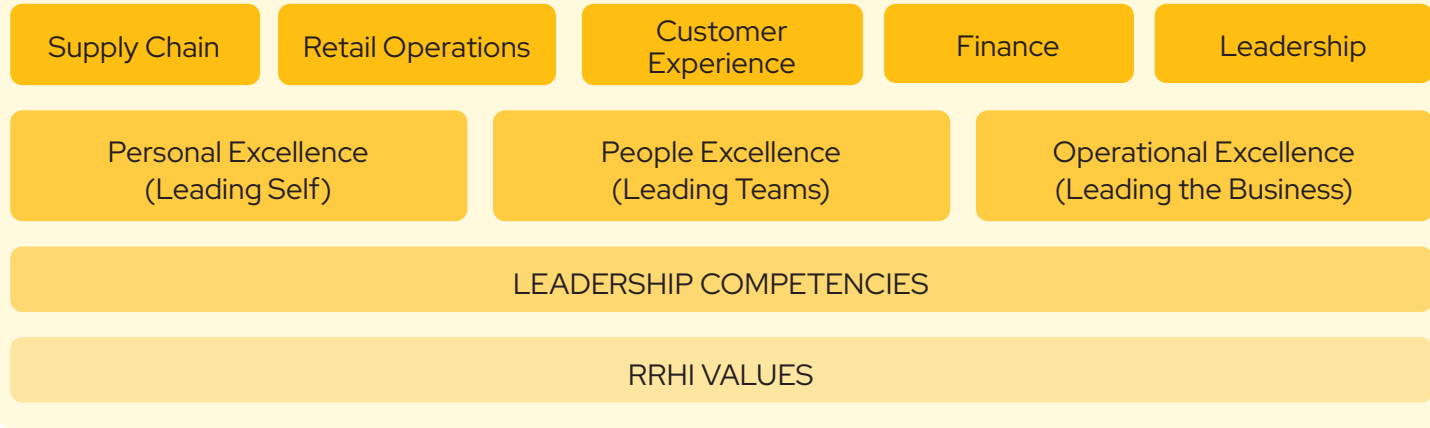 Supply Chain
Retail Operations
Customer
Experience
Finance
Leadership
Personal Excellence
(Leading Self)
People Excellence
(Leading Teams)
Operational Excellence
(Leading the Business)
LEADERSHIP COMPETENCIES
RRHI VALUES